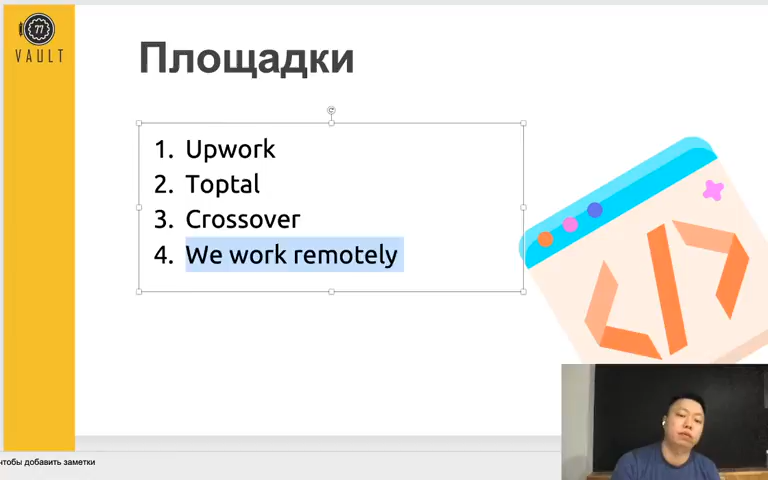 77
VAULT
Площадки
1. Upwork
2. Toptal
3. Crossover
4. We work remotely
чтобы добавить заметки